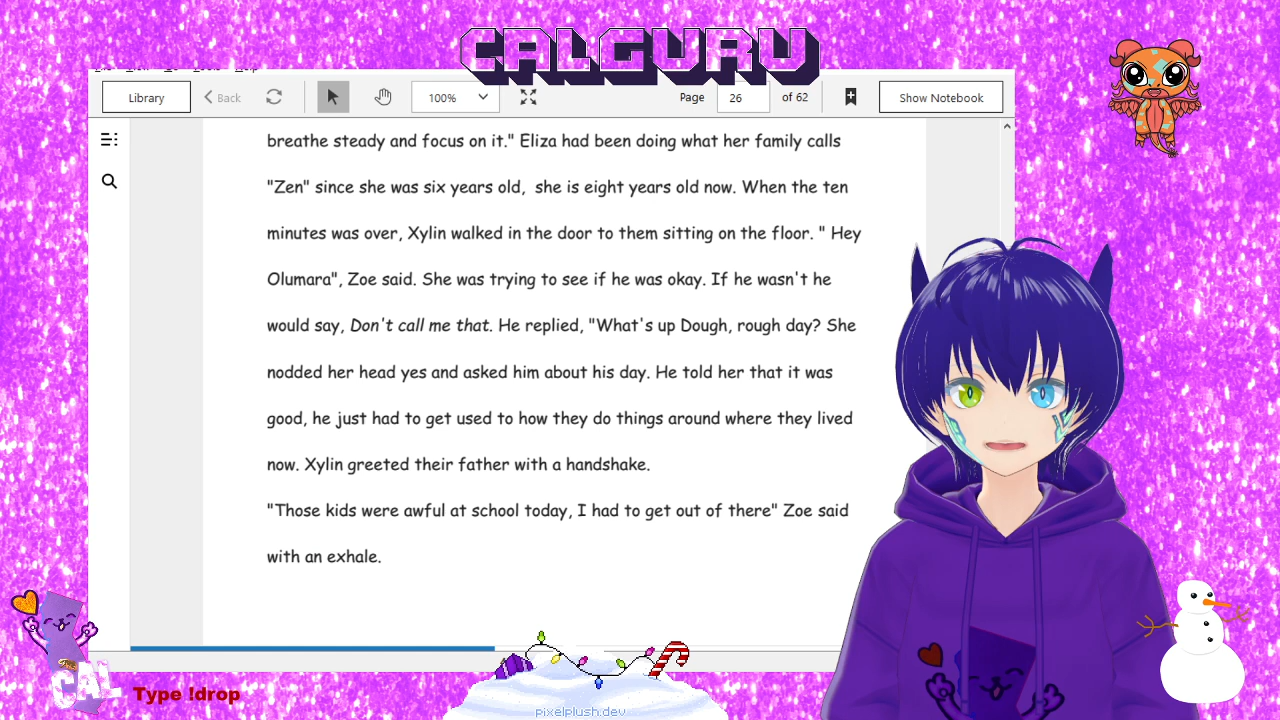 CALGURU
Library
Back
100%
Page
26
of 62
Show Notebook
breathe steady and focus on it." Eliza had been doing what her family calls
"Zen" since she was six years old,  she is eight years old now. When the ten
minutes was over, Xylin walked in the door to them sitting on the floor. " Hey
Olumara", Zoe said. She was trying to see if he was okay. If he wasn't he
would say, Don't call me that. He replied, "What's up Dough, rough day? She
nodded her head yes and asked him about his day. He told her that it was
good, he just had to get used to how they do things around where they lived
now. Xylin greeted their father with a handshake.
"Those kids were awful at school today, I had to get out of there" Zoe said
with an exhale.
CAL
Type !drop
pixelplush.dev